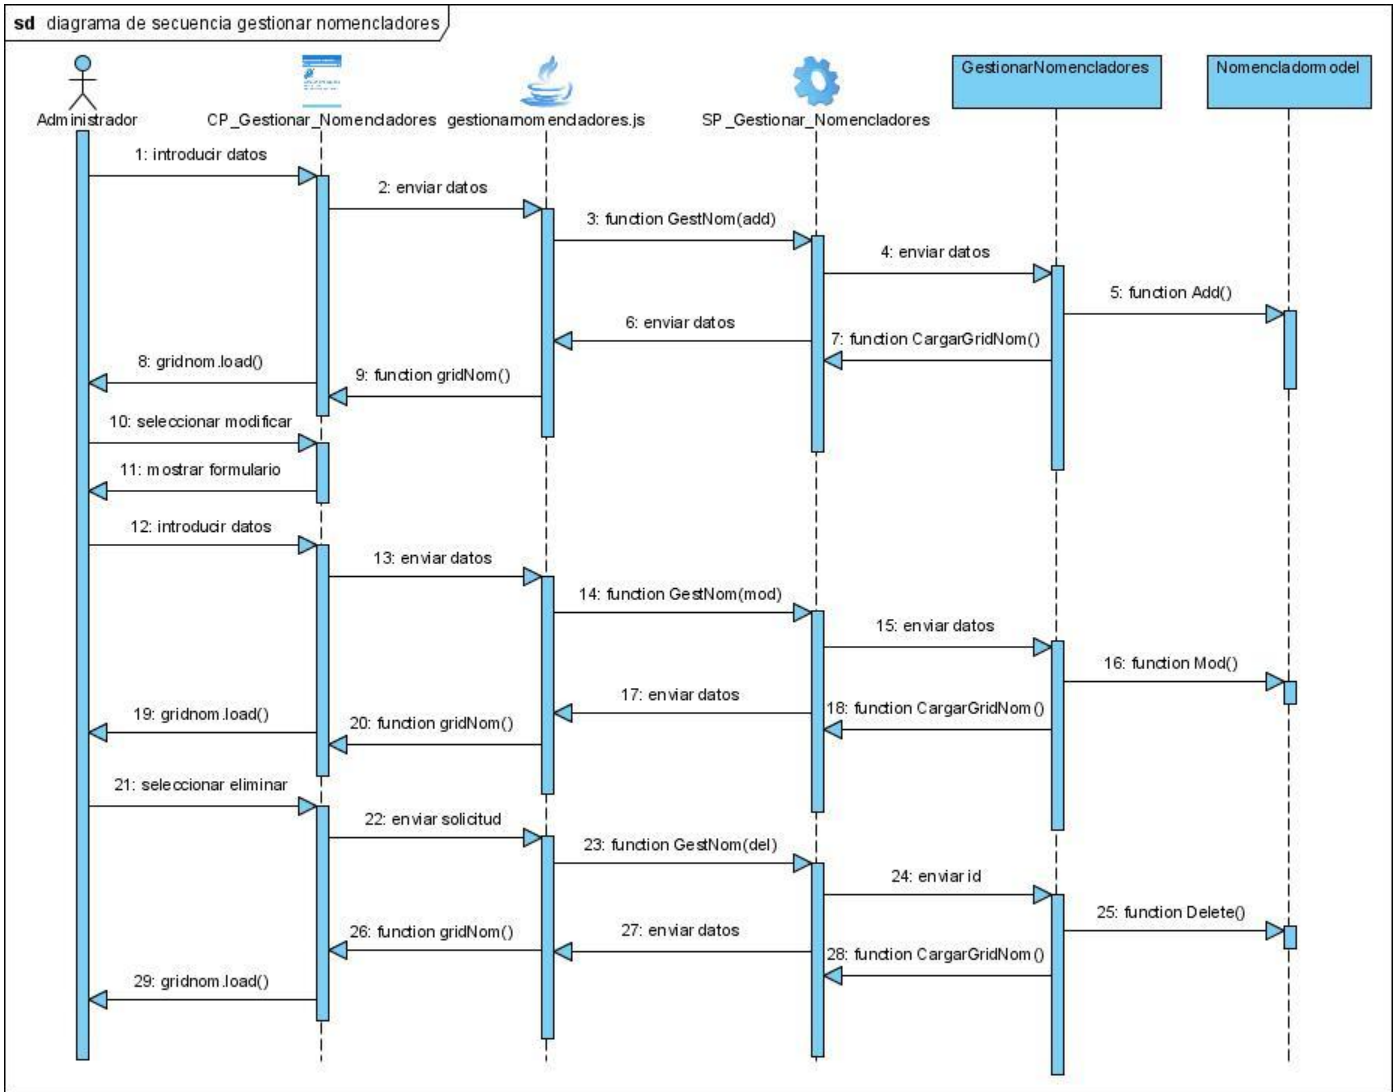 sd diagrama de secuencia gestionar nomencladores
Administrador
CP_Gestionar_Nomencladores
gestionarnomencladores.js
SP_Gestionar_Nomencladores
GestionarNomencladores
Nomencladormodel
1: introducir datos
2: enviar datos
3: function GestNom(add)
4: enviar datos
5: function Add()
6: enviar datos
7: function CargarGridNom()
8: gridnom.load()
9: function gridNom()
10: seleccionar modificar
11: mostrar formulario
12: introducir datos
13: enviar datos
14: function GestNom(mod)
15: enviar datos
16: function Mod()
17: enviar datos
18: function CargarGridNom()
19: gridnom.load()
20: function gridNom()
21: seleccionar eliminar
22: enviar solicitud
23: function GestNom(del)
24: enviar id
25: function Delete()
26: function gridNom()
27: enviar datos
28: function CargarGridNom()
29: gridnom.load()